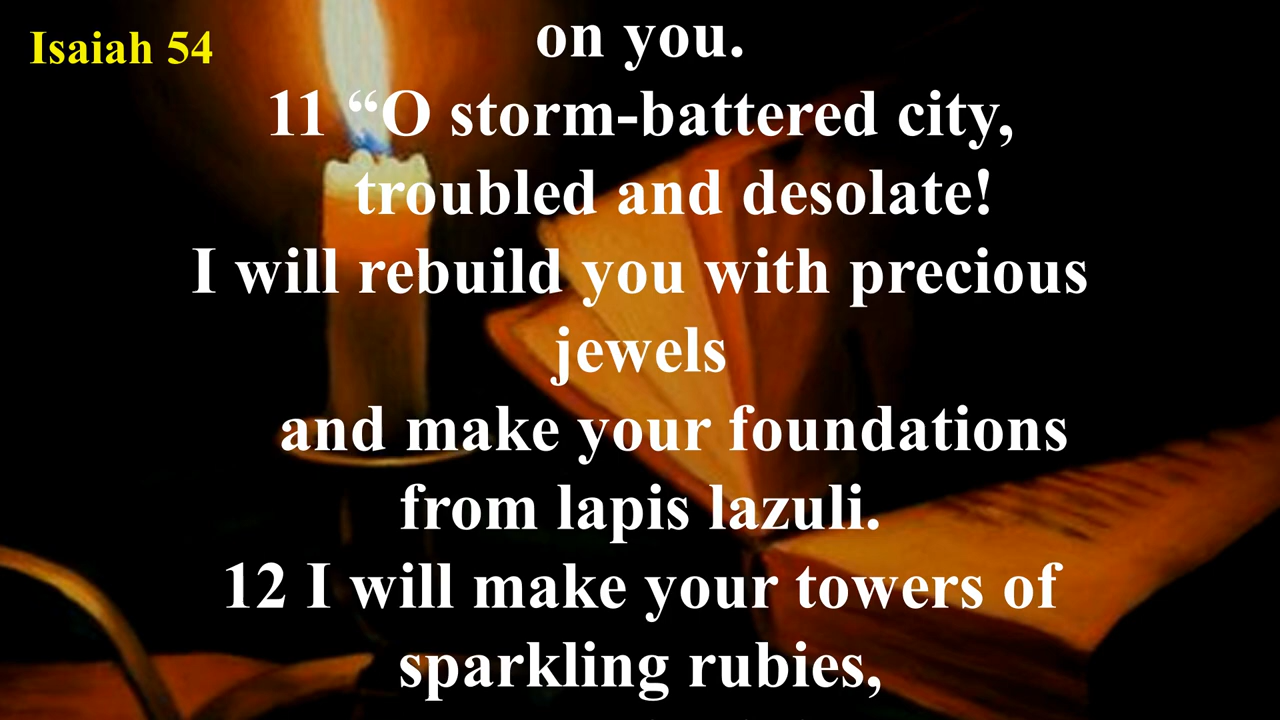 Isaiah 54
on you.
11 “O storm-battered city,
troubled and desolate!
I will rebuild you with precious
jewels
and make your foundations
from lapis lazuli.
12 I will make your towers of
sparkling rubies,